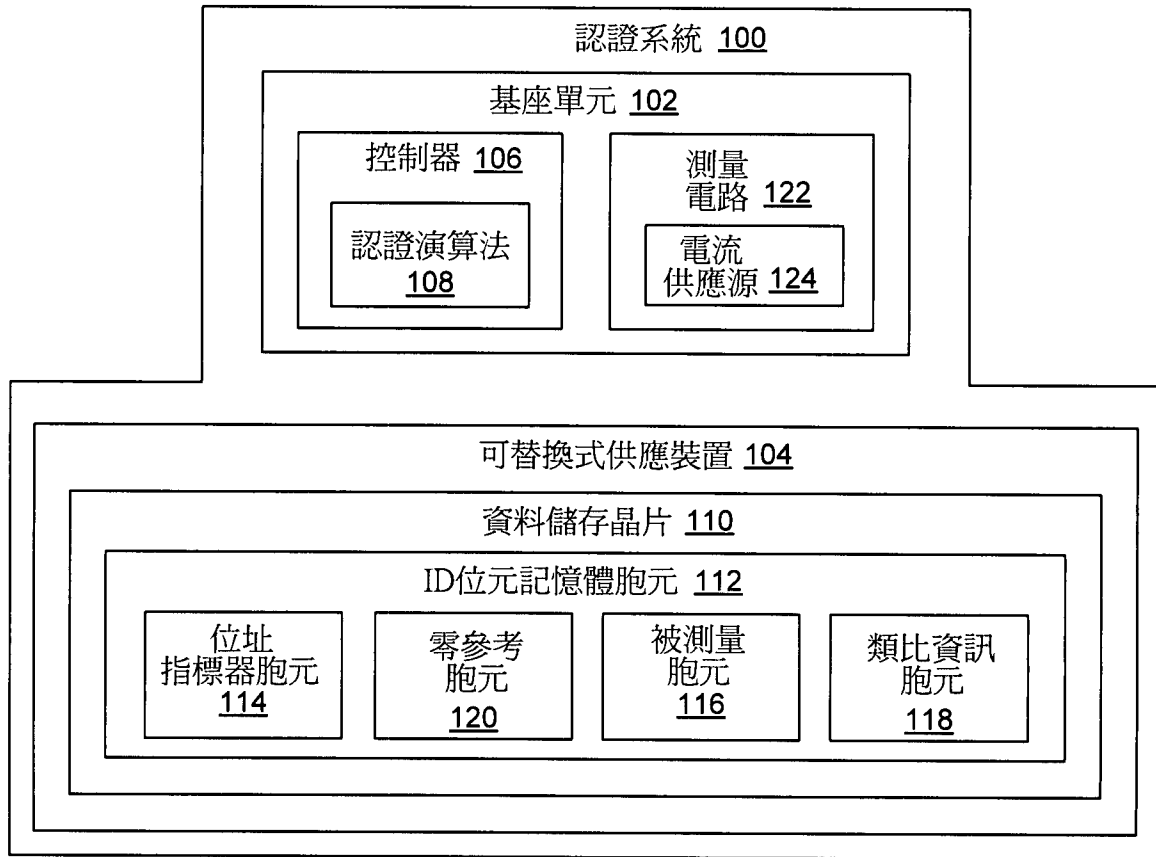 認證系統 100
基座單元 102
控制器 106
認證演算法
108
測量
電路 122
電流
供應源 124
可替換式供應裝置 104
資料儲存晶片 110
ID位元記憶體胞元 112
位址
指標器胞元
114
零參考
胞元
120
被測量
胞元
116
類比資訊
胞元
118